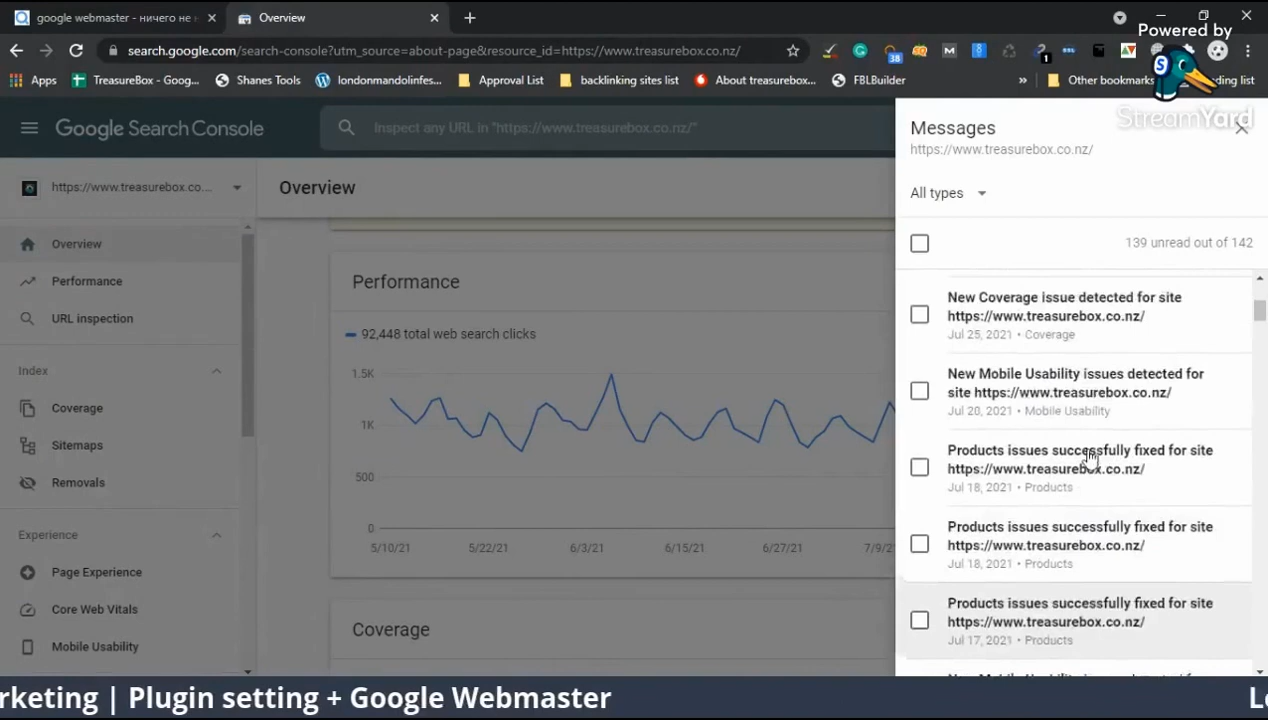 google webmaster - ничего не н
Overview
Powered by
search.google.com/search-console?utm_source=about-page&resource_id=https://www.treasurebox.co.nz/
38
1
Apps
TreasureBox - Goog...
Shanes Tools
londonmandolinfes...
Approval List
backlinking sites list
About treasurebox...
FBLBuilder
»
Other bookmarks
ding list
StreamYard
Google Search Console
Inspect any URL in "https://www.treasurebox.co.nz/"
Messages
https://www.treasurebox.co.nz/
https://www.treasurebox.co...
Overview
All types
139 unread out of 142
Overview
Performance
URL inspection
Index
Coverage
Sitemaps
Removals
Experience
Page Experience
Core Web Vitals
Mobile Usability
Performance
92,448 total web search clicks
1.5K
1K
500
0
5/10/21
5/22/21
6/3/21
6/15/21
6/27/21
7/9/21
Coverage
New Coverage issue detected for site
https://www.treasurebox.co.nz/
Jul 25, 2021 • Coverage
New Mobile Usability issues detected for
site https://www.treasurebox.co.nz/
Jul 20, 2021 • Mobile Usability
Products issues successfully fixed for site
https://www.treasurebox.co.nz/
Jul 18, 2021 • Products
Products issues successfully fixed for site
https://www.treasurebox.co.nz/
Jul 18, 2021 • Products
Products issues successfully fixed for site
https://www.treasurebox.co.nz/
Jul 17, 2021 • Products
rketing | Plugin setting + Google Webmaster
Le